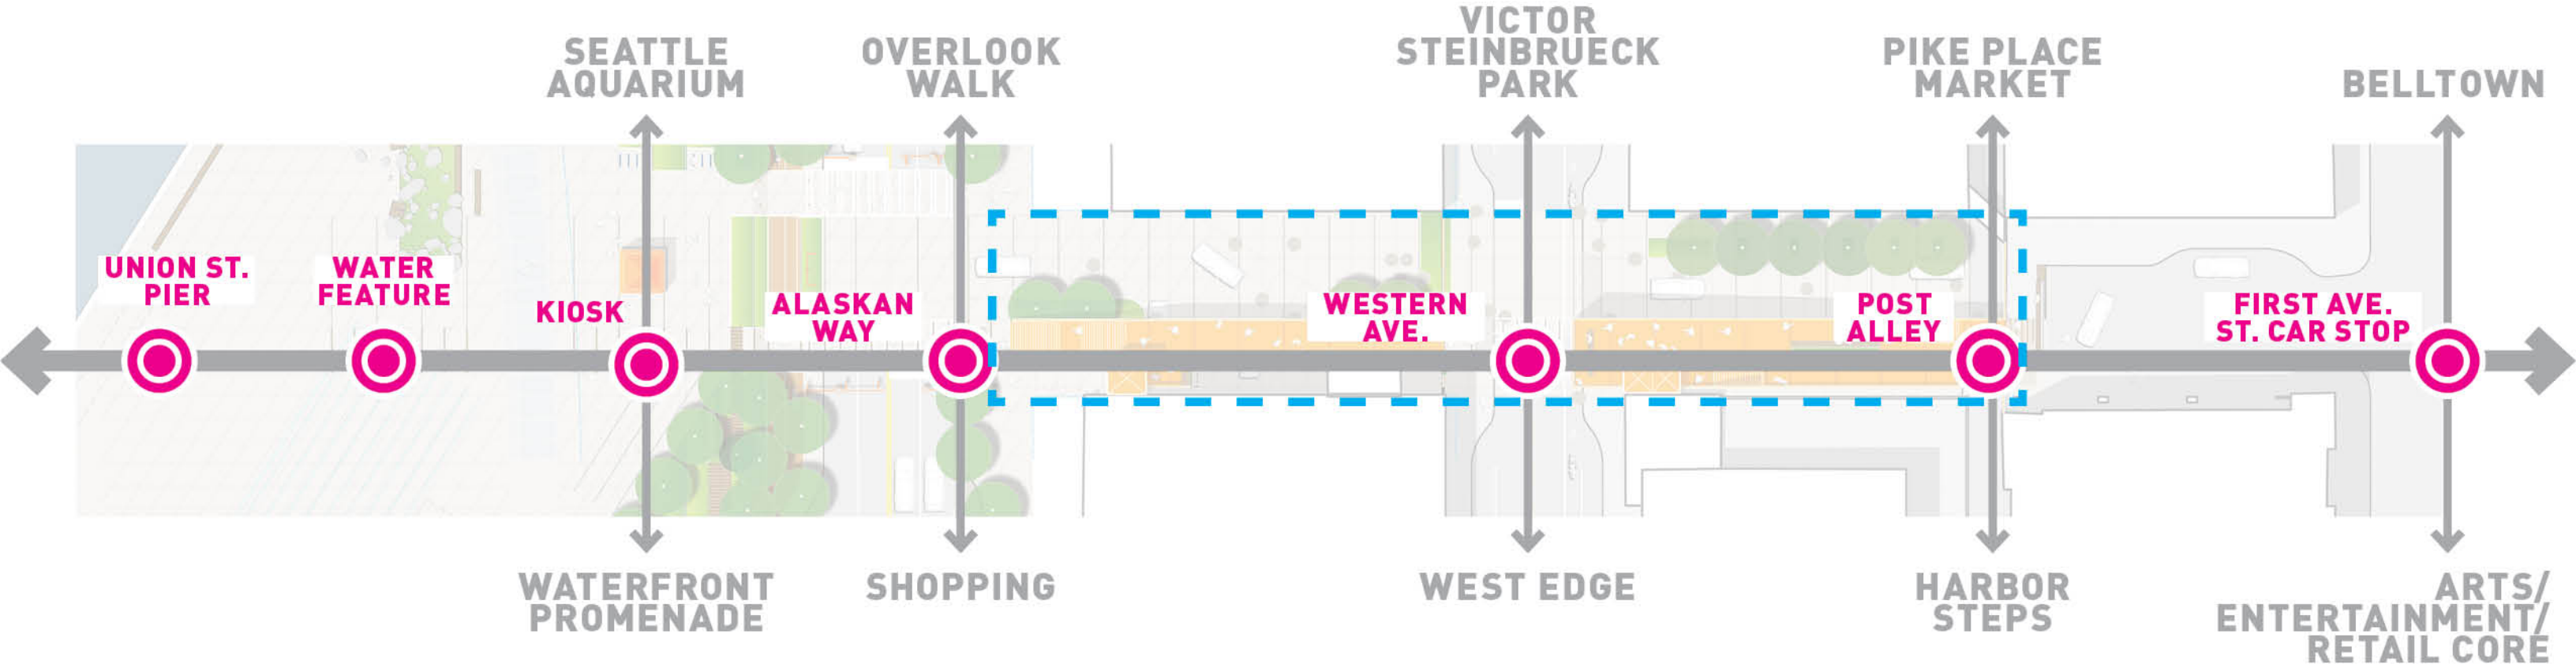 SEATTLE
AQUARIUM
OVERLOOK
WALK
VICTOR
STEINBRUECK
PARK
PIKE PLACE
MARKET
BELLTOWN
UNION ST.
PIER
WATER
FEATURE
KIOSK
ALASKAN
WAY
WESTERN
AVE.
POST
ALLEY
FIRST AVE.
ST. CAR STOP
WATERFRONT
PROMENADE
SHOPPING
WEST EDGE
HARBOR
STEPS
ARTS/
ENTERTAINMENT/
RETAIL CORE